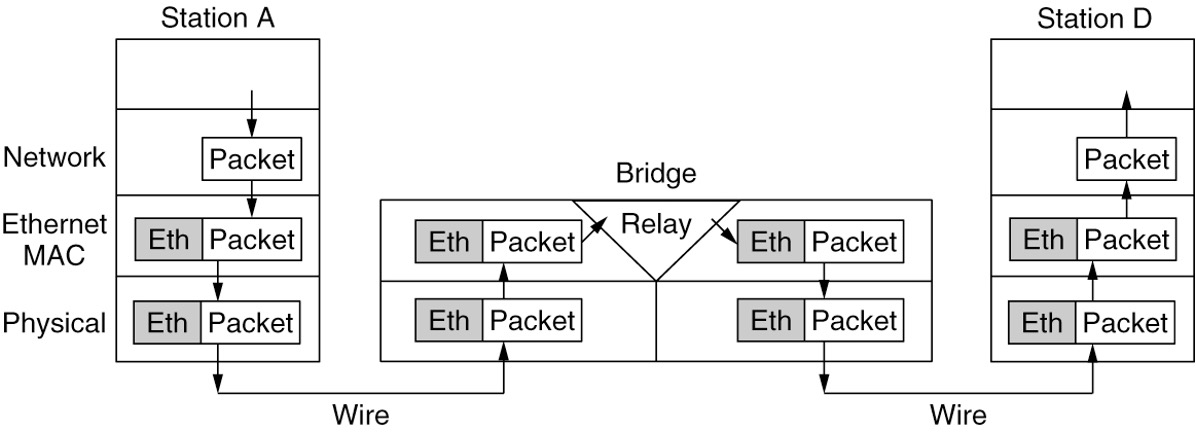 Station A
Station D
Network
Packet
Packet
Bridge
Ethernet
MAC
Eth Packet
Eth Packet
Relay
Eth Packet
Eth Packet
Physical
Eth Packet
Eth Packet
Eth Packet
Eth Packet
Wire
Wire